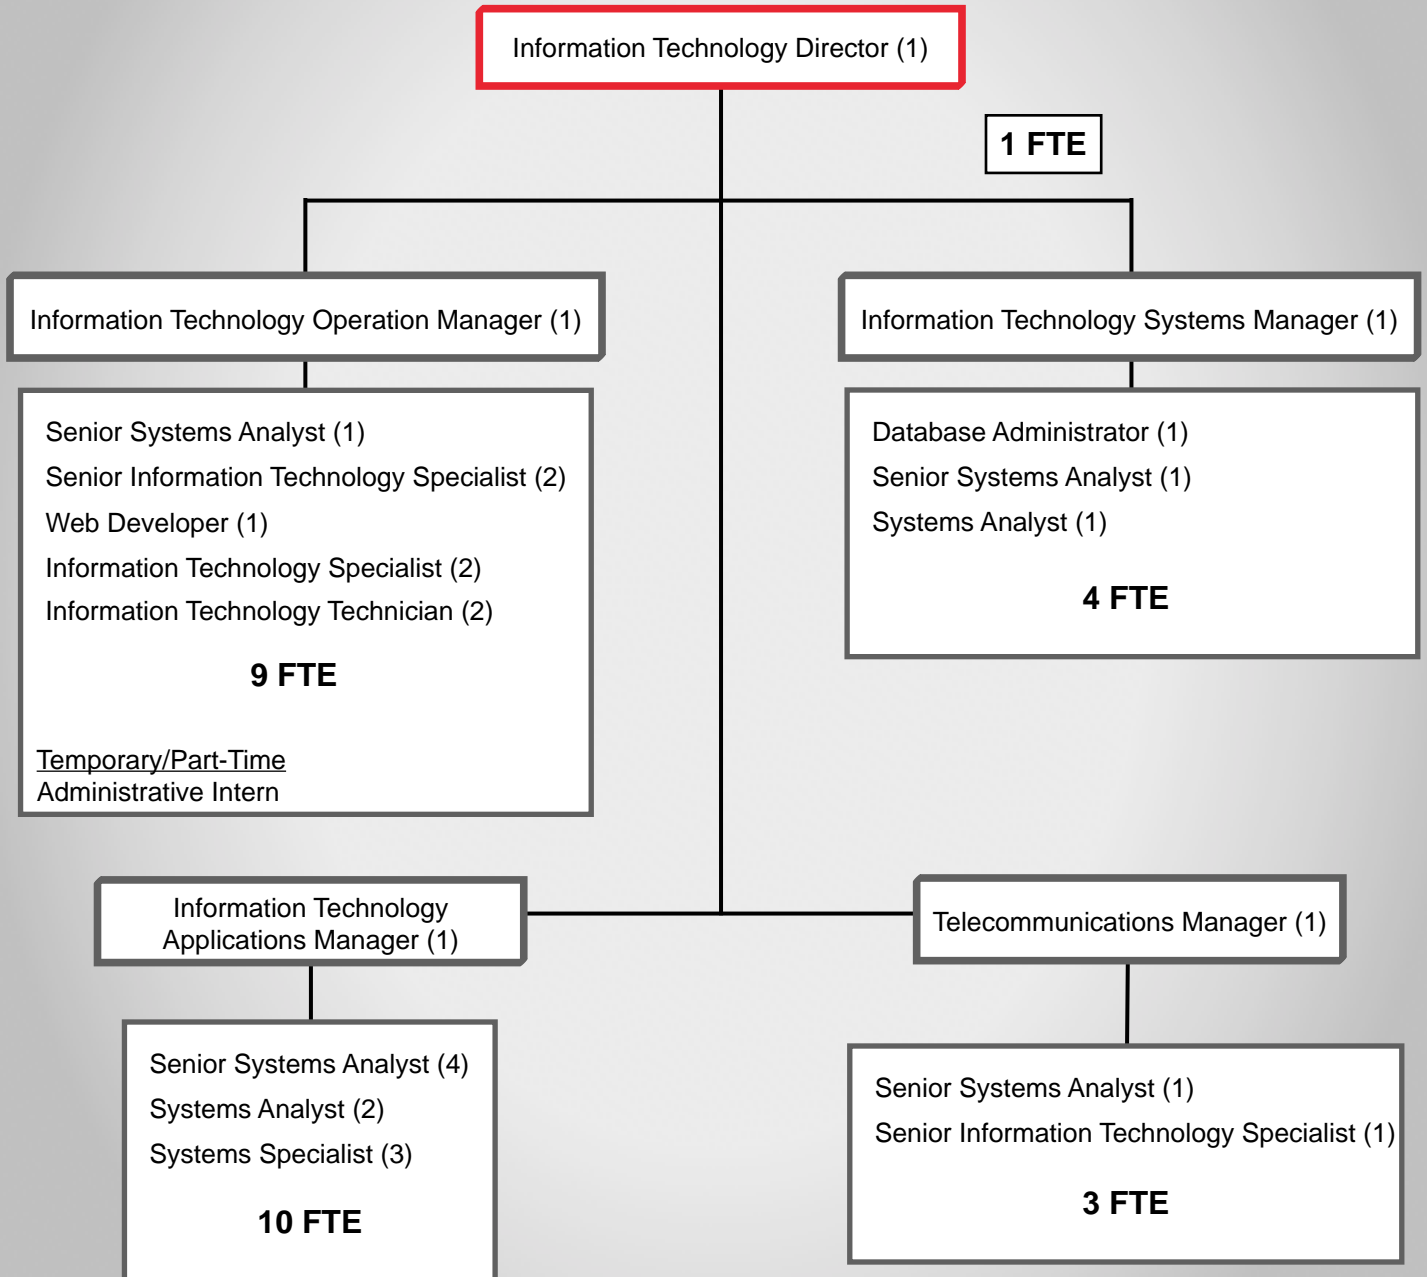 Information Technology Director (1)
1 FTE
Information Technology Operation Manager (1)
Senior Systems Analyst (1)
Senior Information Technology Specialist (2)
Web Developer (1)
Information Technology Specialist (2)
Information Technology Technician (2)
9 FTE
Temporary/Part-Time
Administrative Intern
Information Technology Systems Manager (1)
Database Administrator (1)
Senior Systems Analyst (1)
Systems Analyst (1)
4 FTE
Information Technology
Applications Manager (1)
Senior Systems Analyst (4)
Systems Analyst (2)
Systems Specialist (3)
10 FTE
Telecommunications Manager (1)
Senior Systems Analyst (1)
Senior Information Technology Specialist (1)
3 FTE